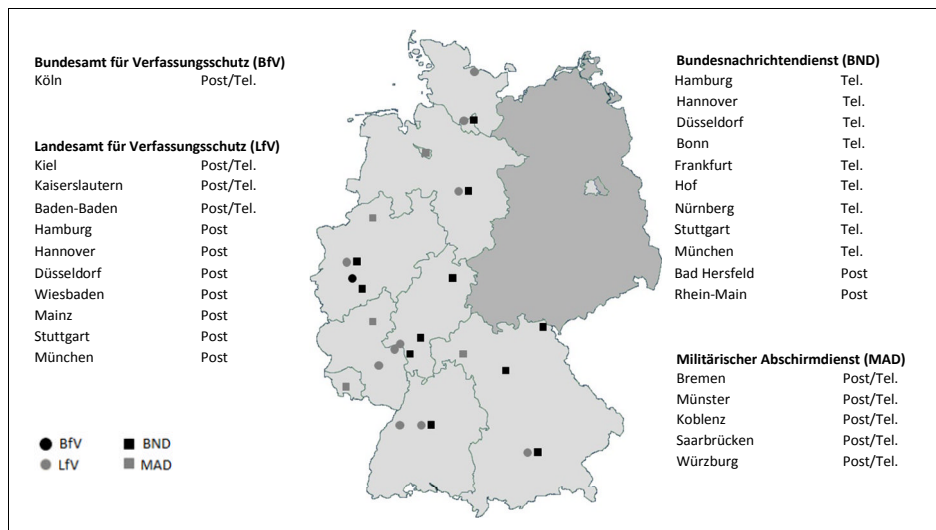 Bundesamt für Verfassungsschutz (BfV)
Köln Post/Tel.
Landesamt für Verfassungsschutz (LfV)
Kiel Post/Tel.
Kaiserslautern Post/Tel.
Baden-Baden Post/Tel.
Hamburg Post
Hannover Post
Düsseldorf Post
Wiesbaden Post
Mainz Post
Stuttgart Post
München Post
BfV BND
LfV MAD
Bundesnachrichtendienst (BND)
Hamburg Tel.
Hannover Tel.
Düsseldorf Tel.
Bonn Tel.
Frankfurt Tel.
Hof Tel.
Nürnberg Tel.
Stuttgart Tel.
München Tel.
Bad Hersfeld Post
Rhein-Main Post
Militärischer Abschirmdienst (MAD)
Bremen Post/Tel.
Münster Post/Tel.
Koblenz Post/Tel.
Saarbrücken Post/Tel.
Würzburg Post/Tel.